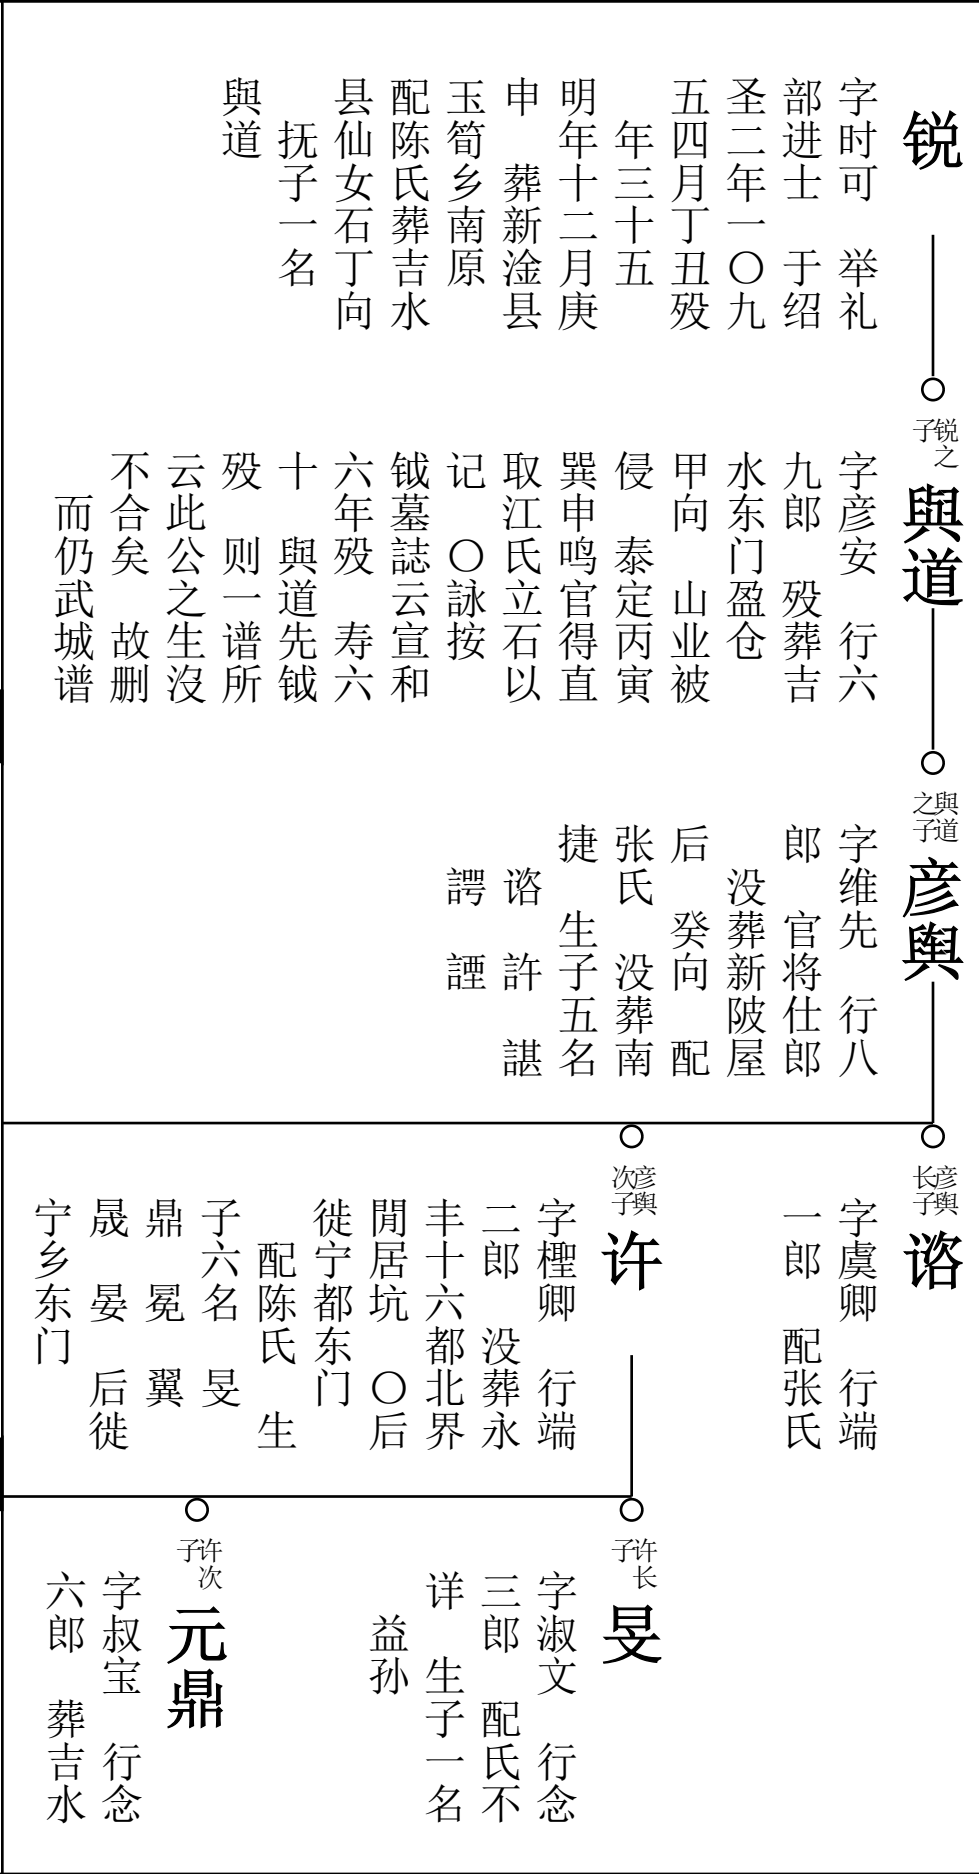 锐
字时可　举礼
部进士　于绍
圣二年一〇九
五四月丁丑殁
年三十五
明年十二月庚
申　葬新淦县
玉笥乡南原
配陈氏葬吉水
县仙女石丁向
抚子一名
與道
锐之
子
與道
字彦安　行六
九郎　殁葬吉
水东门盈仓
甲向　山业被
侵　泰定丙寅
巽申鸣官得直
取江氏立石以
记　〇詠按
钺墓誌云宣和
六年殁　寿六
十　與道先钺
殁　则一谱所
云此公之生沒
不合矣　故删
而仍武城谱
與道
之子
彦舆
字维先　行八
郎　官将仕郎
没葬新陂屋
后　癸向　配
张氏　没葬南
捷　生子五名
谘　許　諶
諤　諲
彦舆
长子
谘
字虞卿　行端
一郎　配张氏
彦舆
次子
许
字樫卿　行端
二郎　没葬永
丰十六都北界
閒居坑　〇后
徙宁都东门
配陈氏　生
子六名　旻
鼎　冕　翼
晟　晏　后徙
宁乡东门
许长
子
旻
字淑文　行念
三郎　配氏不
详　生子一名
益孙
许次
子
元鼎
字叔宝　行念
六郎　葬吉水